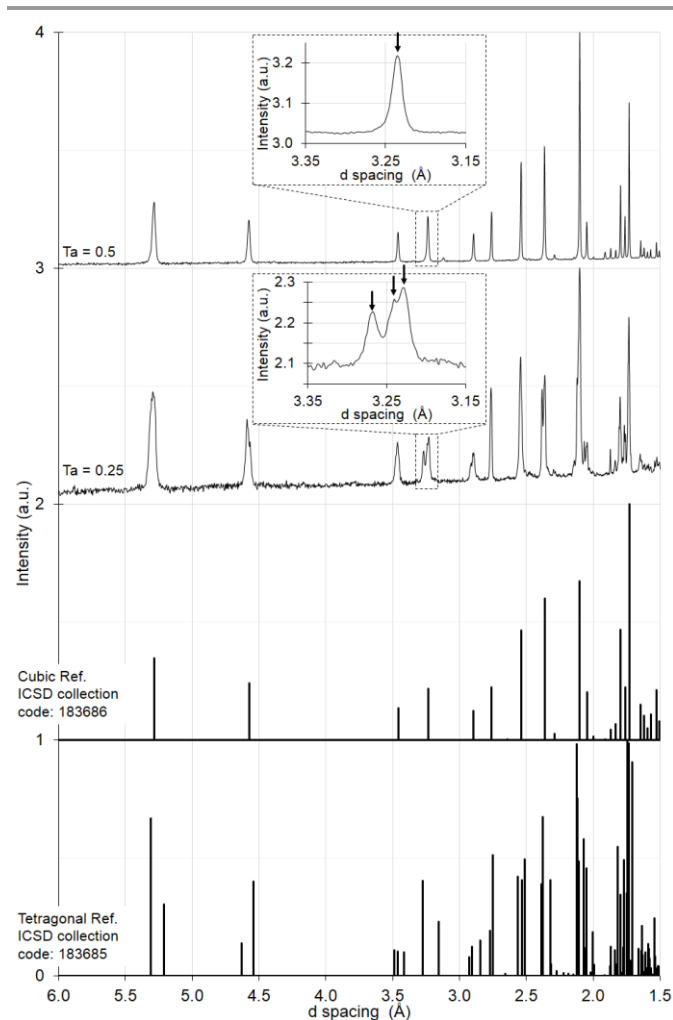 4
Intensity (a.u.)
3.2
3.1
3.0
3.35
3.25
3.15
d spacing (Å)
Ta = 0.5
3
Intensity (a.u.)
2.3
2.2
2.1
3.35
3.25
3.15
d spacing (Å)
Ta = 0.25
2
Intensity (a.u.)
Cubic Ref.
ICSD collection
code: 183686
1
Tetragonal Ref.
ICSD collection
code: 183685
0
6.0 5.5 5.0 4.5 4.0 3.5 3.0 2.5 2.0 1.5
d spacing (Å)